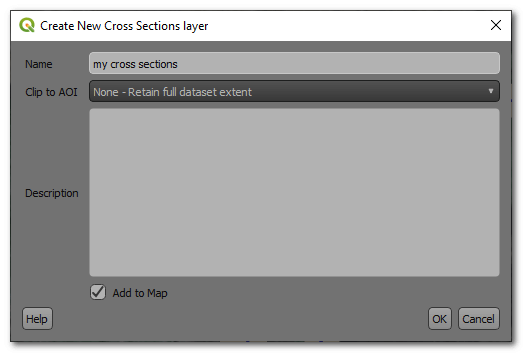 Create New Cross Sections layer
Name
my cross sections
Clip to AOI
None - Retain full dataset extent
Description
Add to Map
Help
OK
Cancel